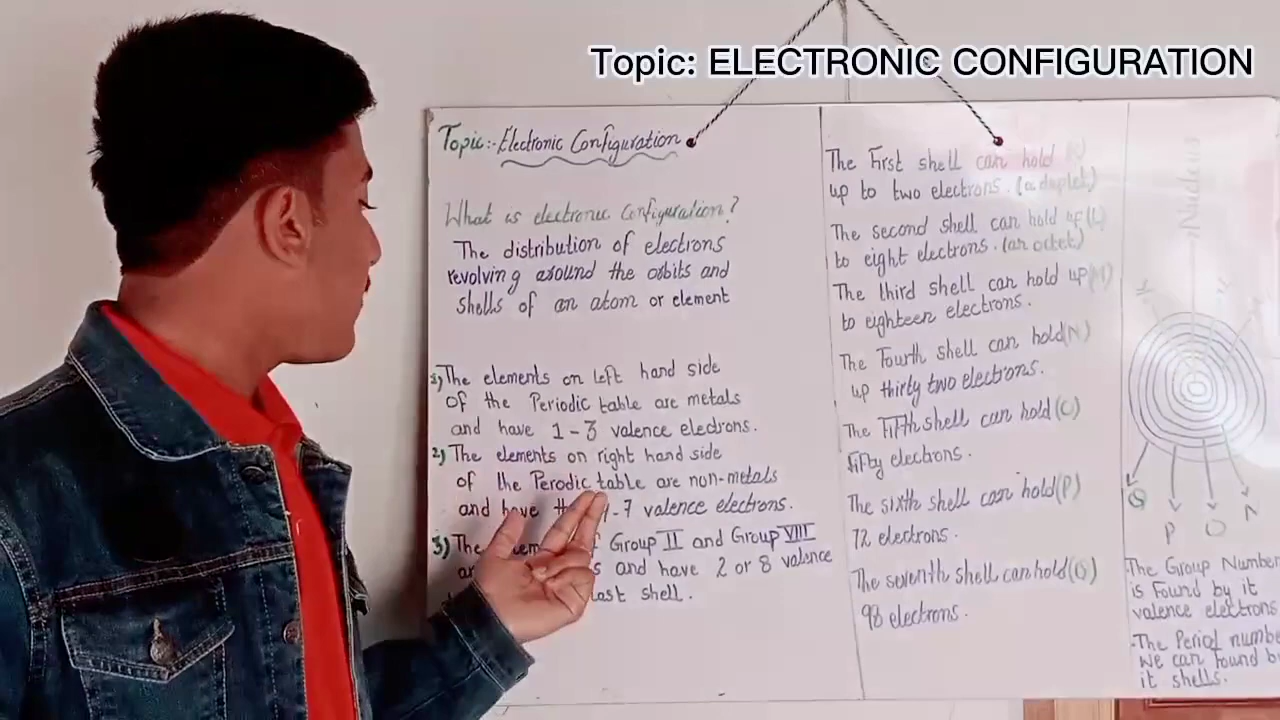 Topic: ELECTRONIC CONFIGURATION
Topic:- Electronic Configuration
What is electronic Configuration?
The distribution of electrons
revolving around the orbits and
shells of an atom or element
1) The elements on left hand side
of the Periodic table are metals
and have 1-3 valence electrons.
2) The elements on right hand side
of the Perodic table are non-metals
and have 4-7 valence electrons.
3) The Group II and Group VIII
and have 2 or 8 valence
last shell.
The First shell can hold
up to two electrons. (a duplet)
The second shell can hold up (L)
to eight electrons. (an octet)
The third shell can hold up (M)
to eighteen electrons.
The Fourth shell can hold (N)
up thirty two electrons.
The Fifth shell can hold (O)
fifty electrons.
The sixth shell can hold (P)
72 electrons.
The seventh shell can hold (Q)
98 electrons.
Nucleus
K
L
M
Q
P
O
N
The Group Number
is Found by it
valence electrons
-The Period numbe
we can found by
it shells.